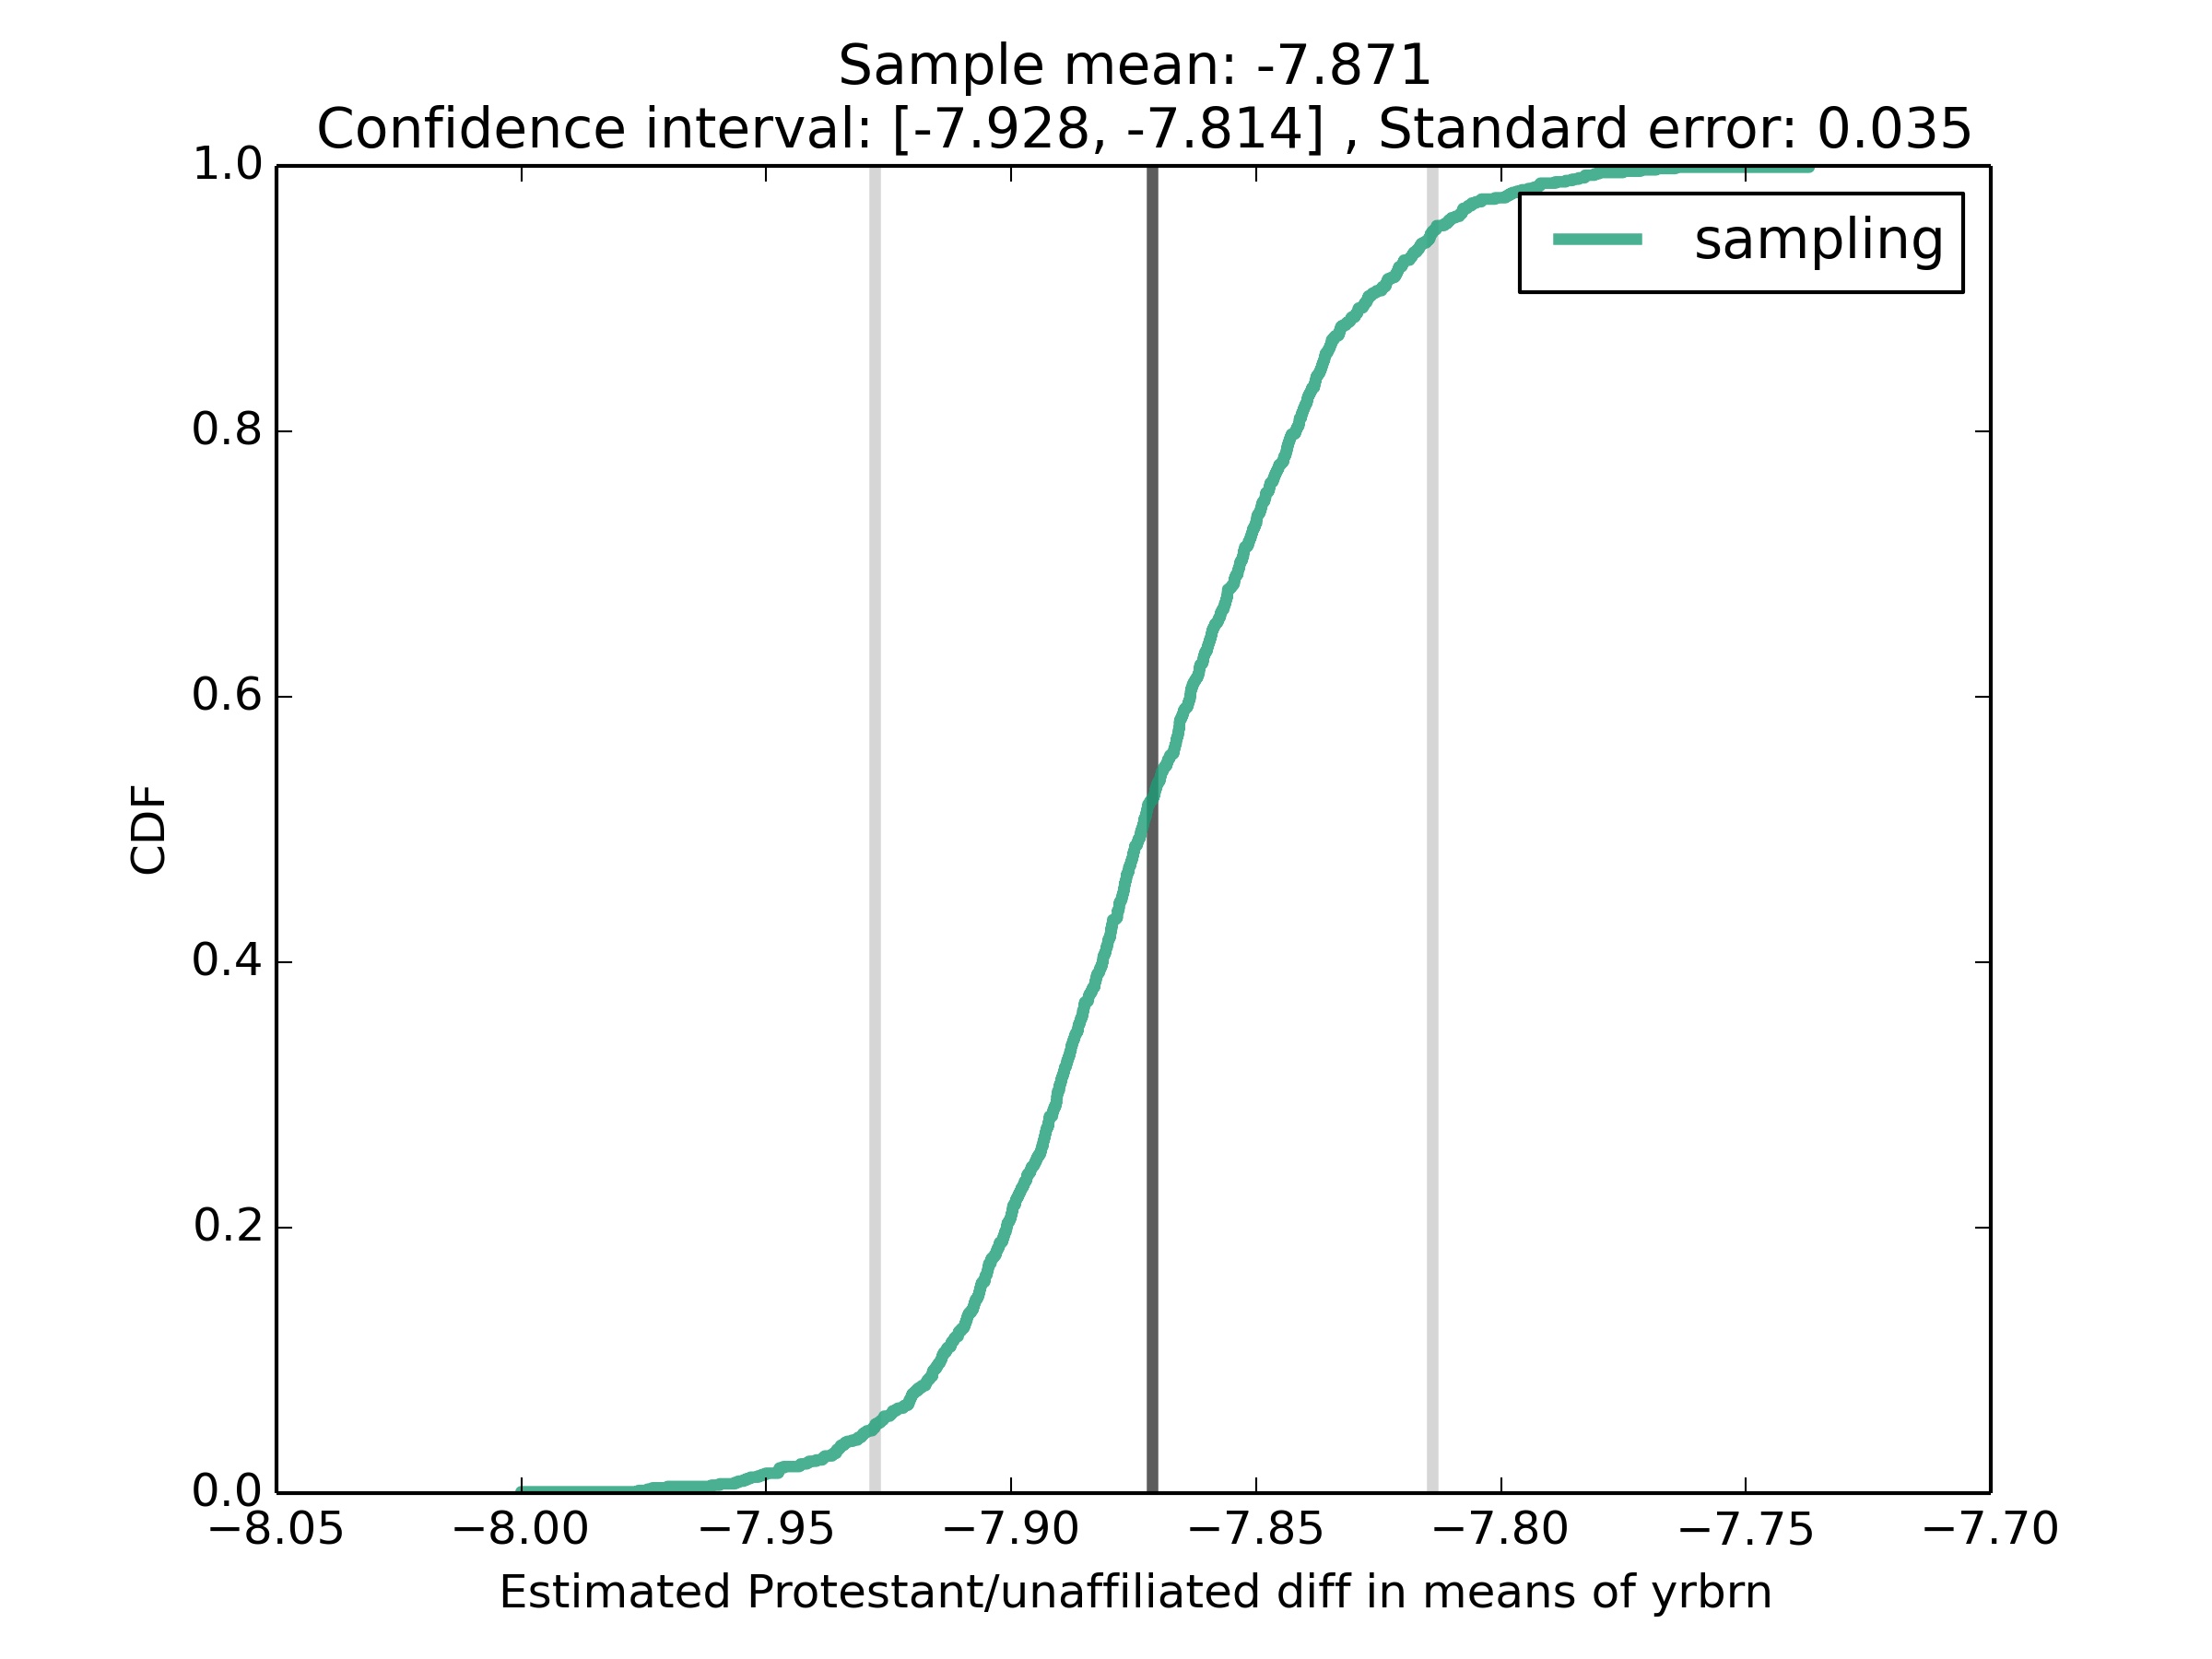 Sample mean: -7.871
Confidence interval: [-7.928, -7.814] , Standard error: 0.035
1.0
sampling
0.8
0.6
CDF
0.4
0.2
0.0
−8.05 −8.00 −7.95 −7.90 −7.85 −7.80 −7.75 −7.70
Estimated Protestant/unaffiliated diff in means of yrbrn